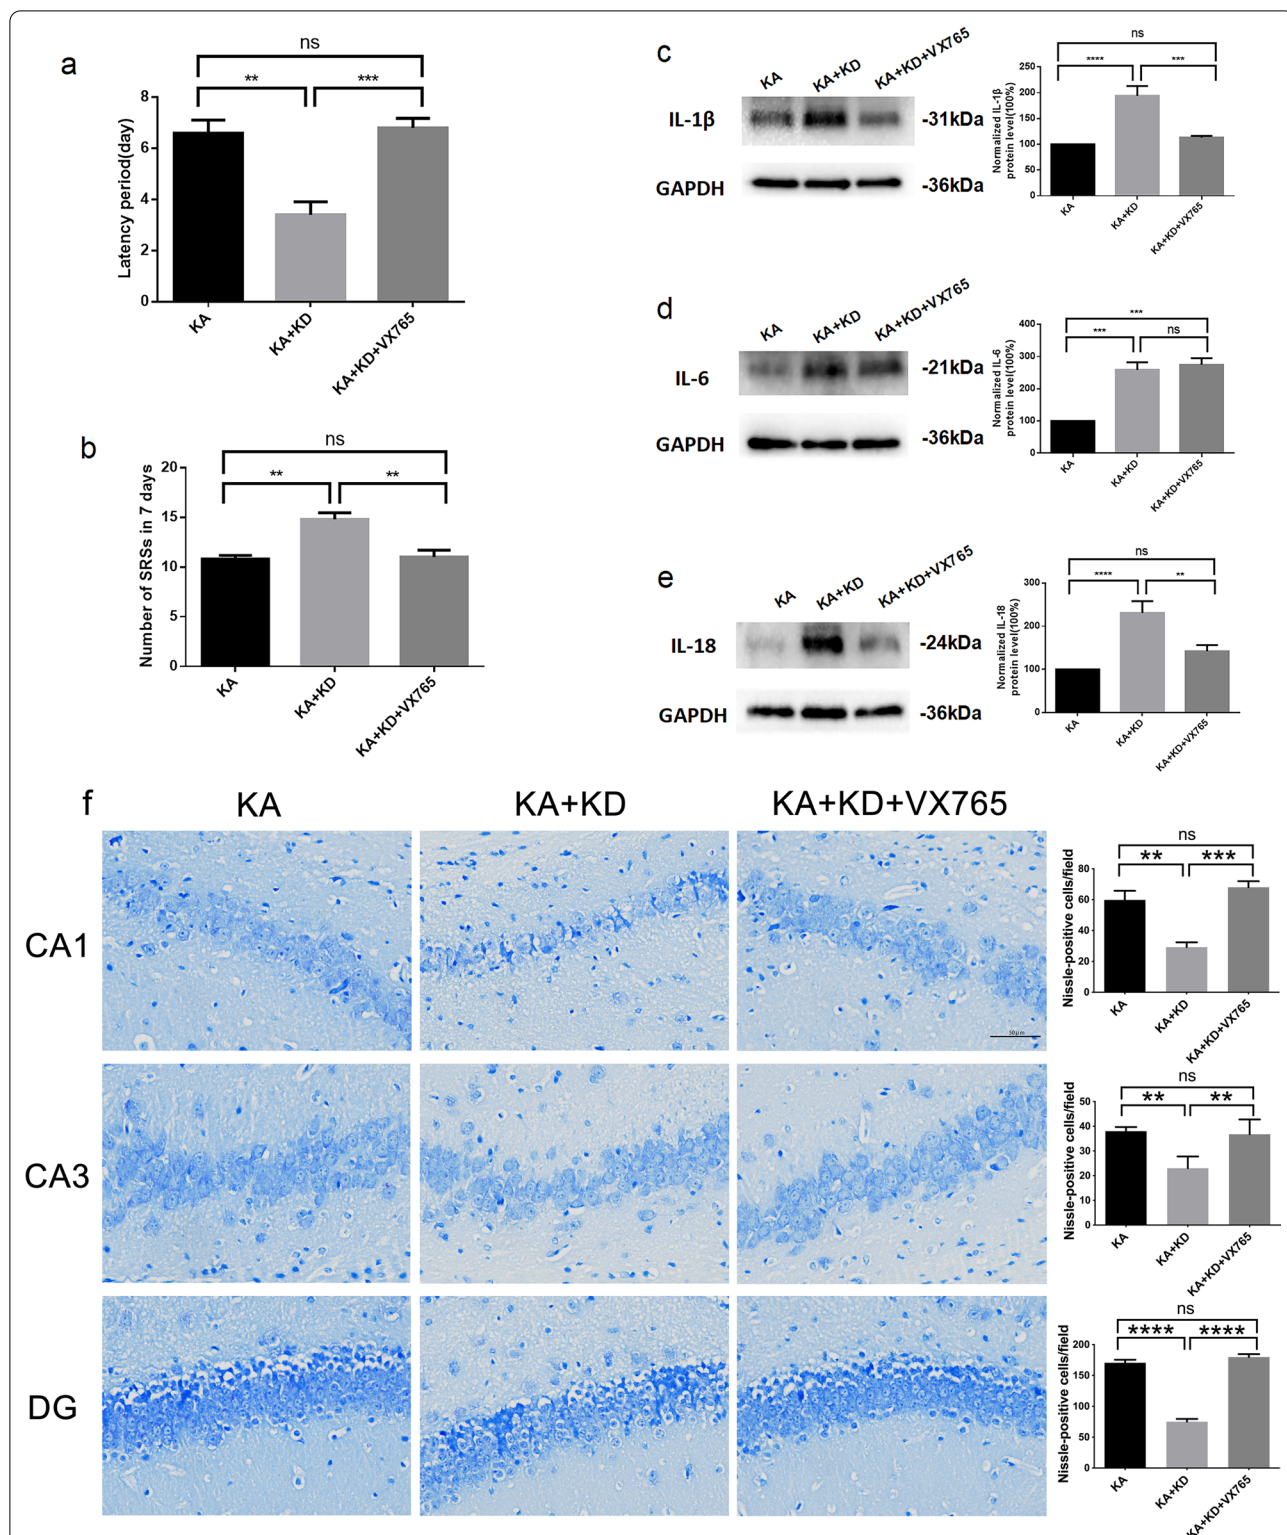 a
ns
**
***
Latency period(day)
8
6
4
2
0
KA
KA+KD
KA+KD+VX765
b
ns
**
**
Number of SRSs in 7 days
20
15
10
5
0
KA
KA+KD
KA+KD+VX765
c
KA
KA+KD
KA+KD+VX765
IL-1β
-31kDa
GAPDH
-36kDa
ns
****
***
Normalized IL-1β
protein level(100%)
250
200
150
100
50
0
KA
KA+KD
KA+KD+VX765
d
KA
KA+KD
KA+KD+VX765
IL-6
-21kDa
GAPDH
-36kDa
***
***
ns
Normalized IL-6
protein level(100%)
400
300
200
100
0
KA
KA+KD
KA+KD+VX765
e
KA
KA+KD
KA+KD+VX765
IL-18
-24kDa
GAPDH
-36kDa
ns
****
**
Normalized IL-18
protein level(100%)
300
200
100
0
KA
KA+KD
KA+KD+VX765
f
KA
KA+KD
KA+KD+VX765
CA1
50μm
ns
**
***
Nissle-positive cells/field
80
60
40
20
0
KA
KA+KD
KA+KD+VX765
CA3
ns
**
**
Nissle-positive cells/field
50
40
30
20
10
0
KA
KA+KD
KA+KD+VX765
DG
ns
****
****
Nissle-positive cells/field
200
150
100
50
0
KA
KA+KD
KA+KD+VX765